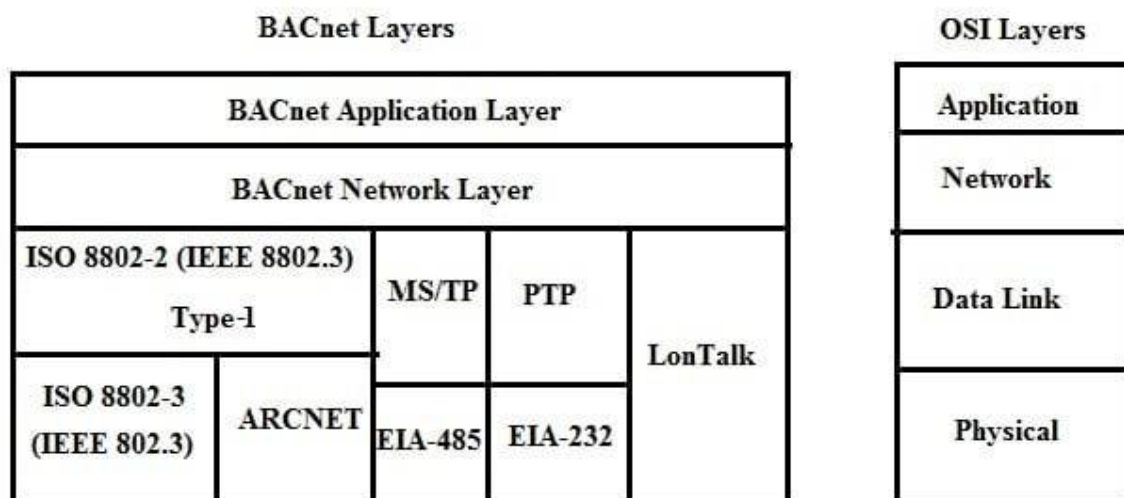 BACnet Layers
OSI Layers
BACnet Application Layer
Application
BACnet Network Layer
Network
ISO 8802-2 (IEEE 8802.3)
Type-1
MS/TP
PTP
LonTalk
Data Link
ISO 8802-3
(IEEE 802.3)
ARCNET
EIA-485
EIA-232
Physical